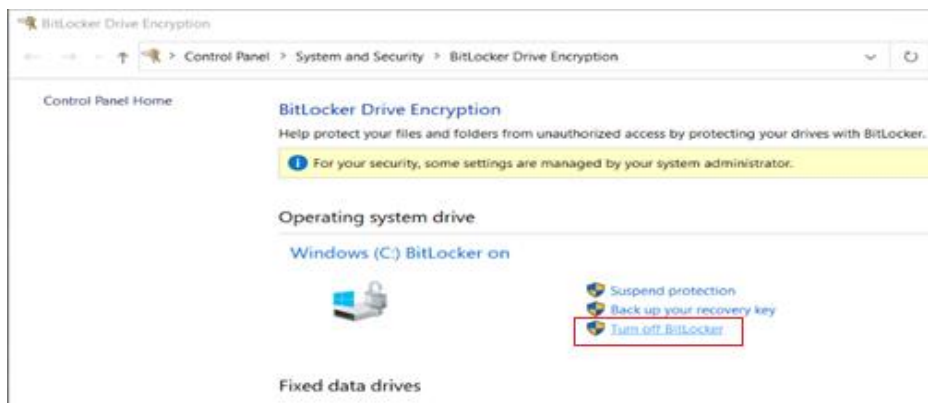 BitLocker Drive Encryption
Control Panel > System and Security > BitLocker Drive Encryption
Control Panel Home
BitLocker Drive Encryption
Help protect your files and folders from unauthorized access by protecting your drives with BitLocker.
For your security, some settings are managed by your system administrator.
Operating system drive
Windows (C:) BitLocker on
Suspend protection
Back up your recovery key
Turn off BitLocker
Fixed data drives